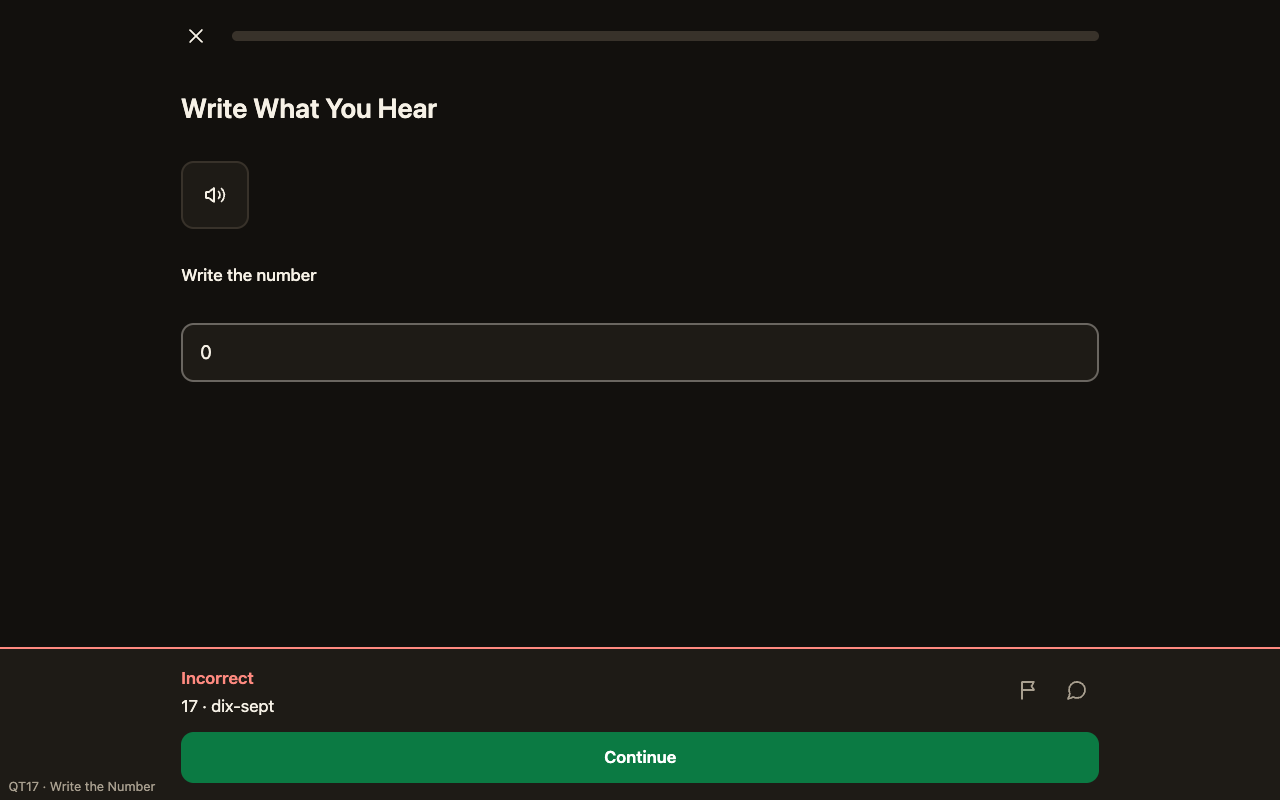 Write What You Hear
Write the number
0
Incorrect
17 · dix-sept
Continue
QT17 · Write the Number